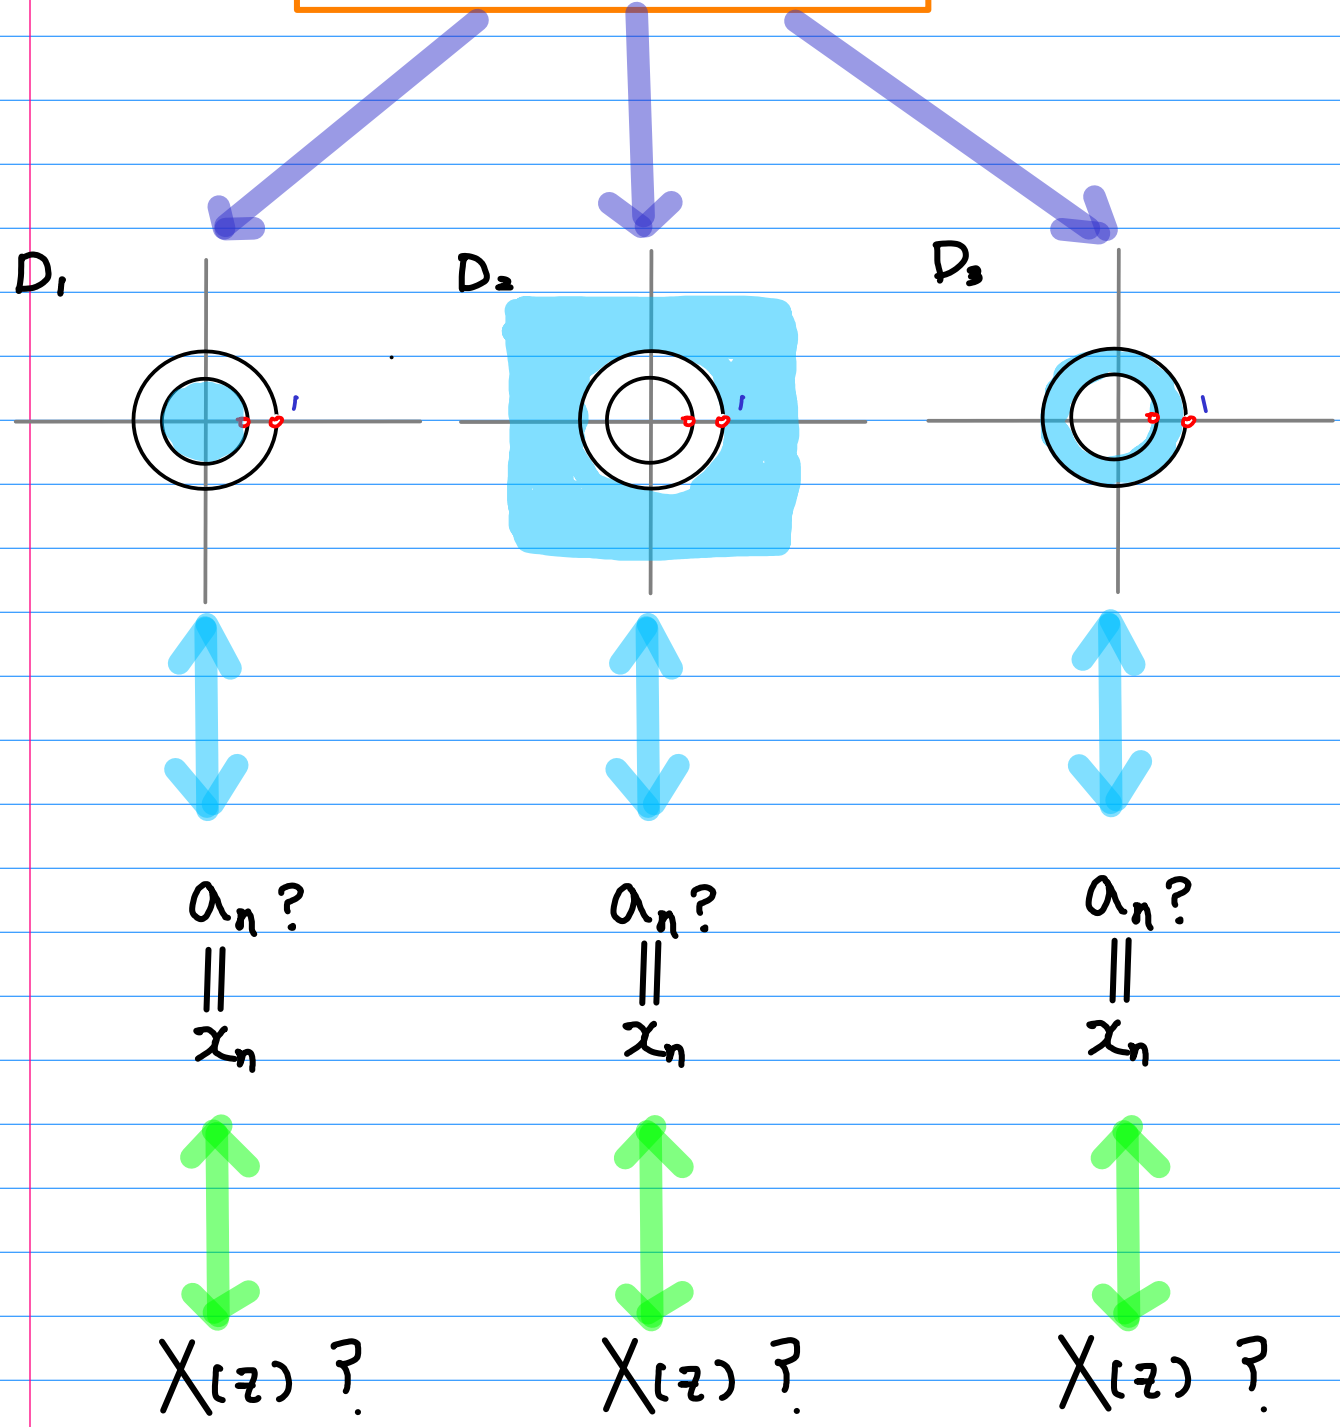 D₁ D₂ D₃
1 1 1
aₙ? aₙ? aₙ?
= = =
xₙ xₙ xₙ
X(z) ? X(z) ? X(z) ?